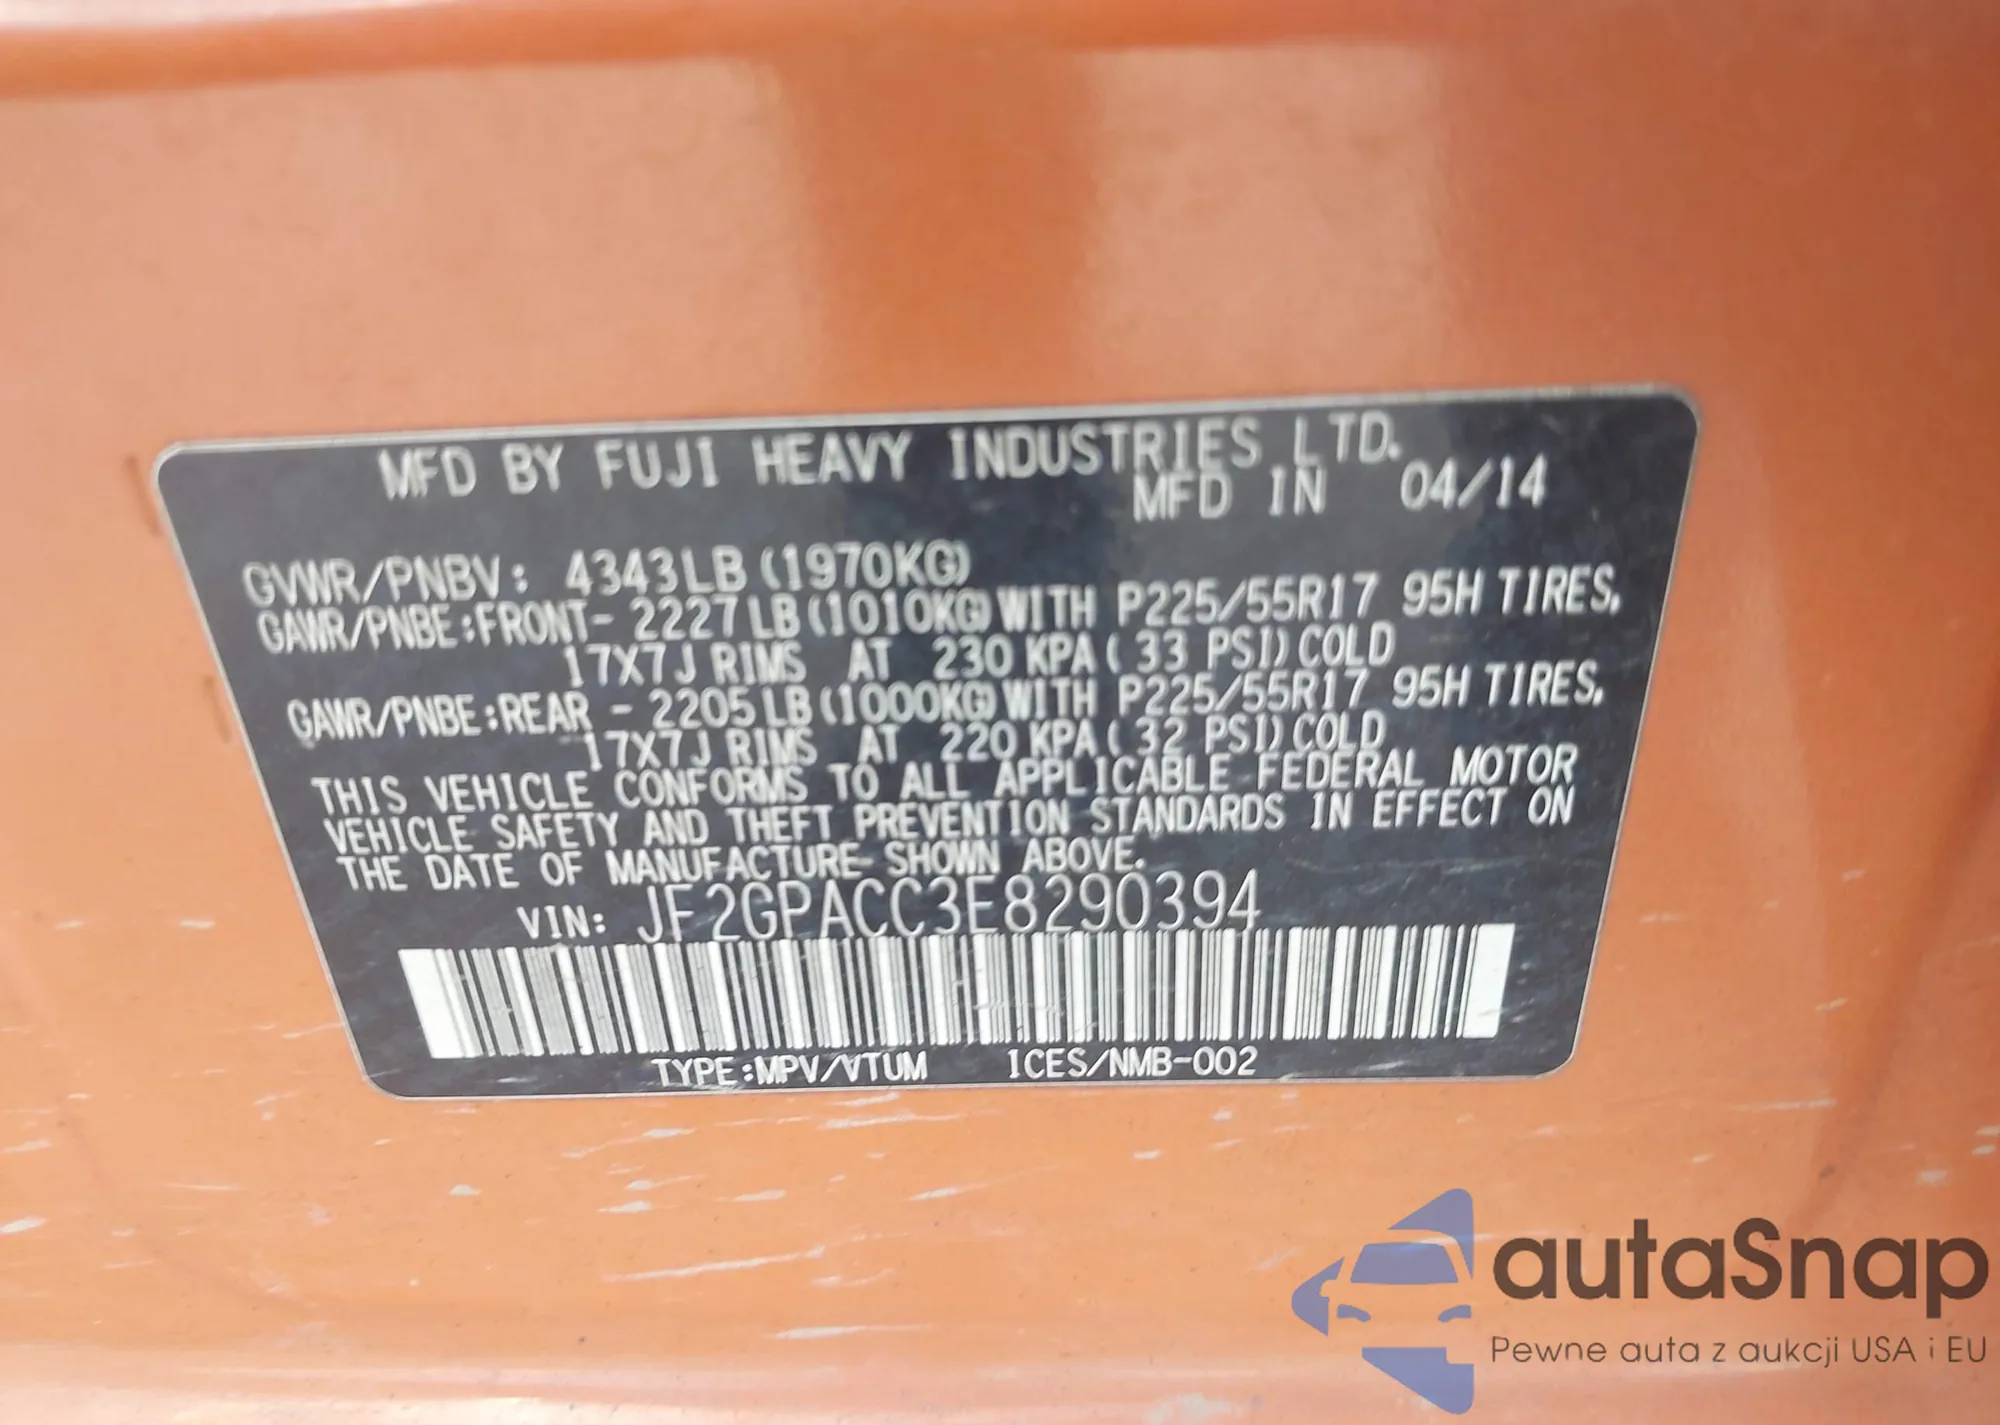 MFD BY FUJI HEAVY INDUSTRIES LTD.
MFD IN 04/14
GVWR/PNBV: 4343LB(1970KG)
GAWR/PNBE:FRONT- 2227LB(1010KG)WITH P225/55R17 95H TIRES,
17X7J RIMS AT 230 KPA( 33 PSI)COLD
GAWR/PNBE:REAR - 2205LB(1000KG)WITH P225/55R17 95H TIRES,
17X7J RIMS AT 220 KPA( 32 PSI)COLD
THIS VEHICLE CONFORMS TO ALL APPLICABLE FEDERAL MOTOR
VEHICLE SAFETY AND THEFT PREVENTION STANDARDS IN EFFECT ON
THE DATE OF MANUFACTURE SHOWN ABOVE.
VIN: JF2GPACC3E8290394
TYPE:MPV/VTUM ICES/NMB-002
autaSnap
Pewne auta z aukcji USA i EU